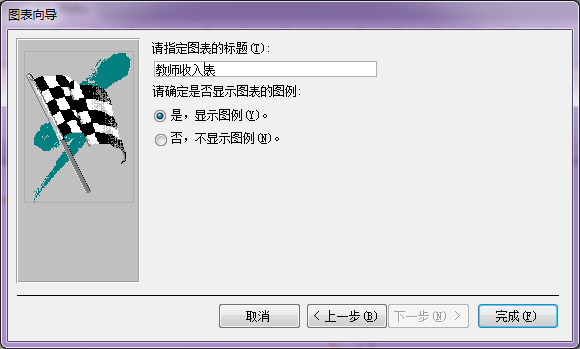 图表向导
请指定图表的标题(T):
教师收入表
请确定是否显示图表的图例:
是，显示图例(Y)。
否，不显示图例(N)。
取消
< 上一步(B)
下一步(N) >
完成(F)